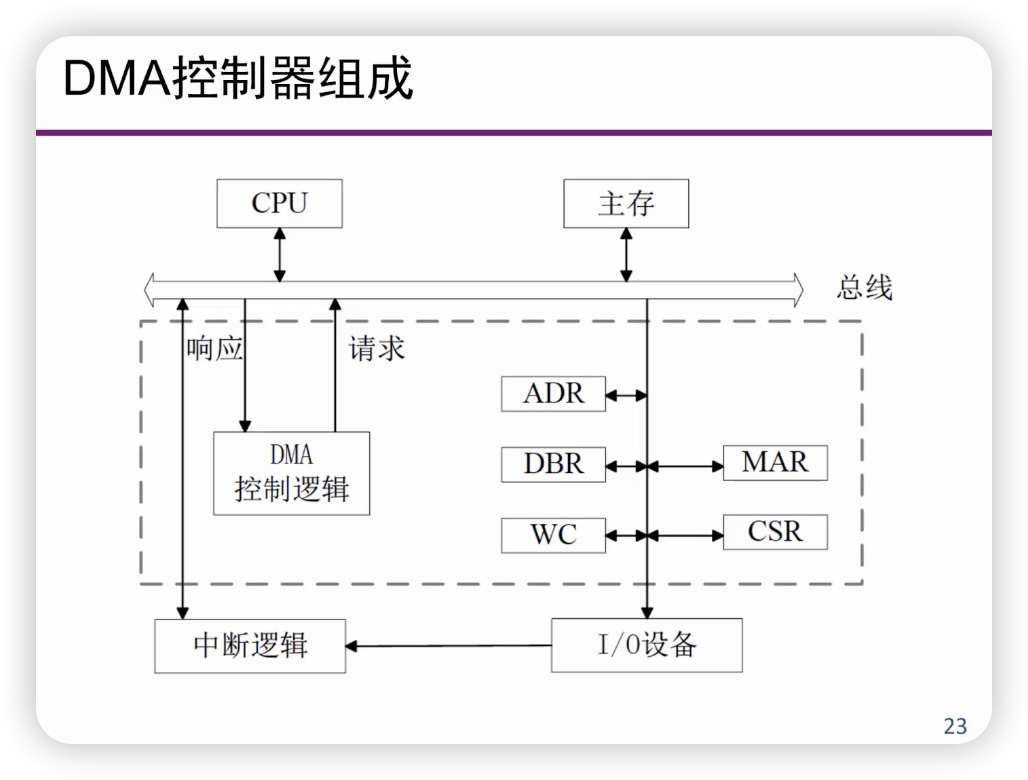 DMA控制器组成
CPU
主存
总线
响应
请求
ADR
DMA
控制逻辑
DBR
MAR
WC
CSR
中断逻辑
I/O设备
23